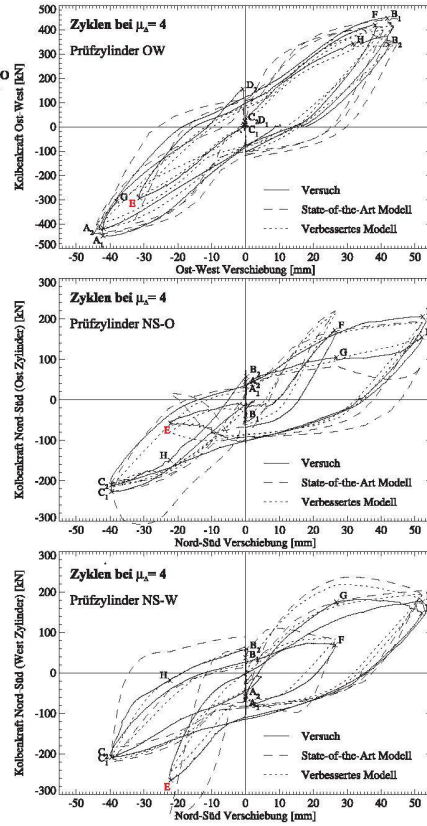 o
Zyklen bei μΔ= 4
Prüfzylinder OW
Kolbenkraft Ost-West [kN]
500
400
300
200
100
0
-100
-200
-300
-400
-500
F
B1
H
B2
D2
C2
D1
C1
G
E
A2
A1
Versuch
State-of-the-Art Modell
Verbessertes Modell
-50 -40 -30 -20 -10 0 10 20 30 40 50
Ost-West Verschiebung [mm]
Zyklen bei μΔ= 4
Prüfzylinder NS-O
Kolbenkraft Nord-Süd (Ost Zylinder) [kN]
300
200
100
0
-100
-200
-300
F
G
B2
A2
A1
B1
E
H
C2
C1
Versuch
State-of-the-Art Modell
Verbessertes Modell
-50 -40 -30 -20 -10 0 10 20 30 40 50
Nord-Süd Verschiebung [mm]
Zyklen bei μΔ= 4
Prüfzylinder NS-W
Kolbenkraft Nord-Süd (West Zylinder) [kN]
300
200
100
0
-100
-200
-300
G
F
B2
B1
H
A2
A1
C2
C1
E
Versuch
State-of-the-Art Modell
Verbessertes Modell
-50 -40 -30 -20 -10 0 10 20 30 40 50
Nord-Süd Verschiebung [mm]